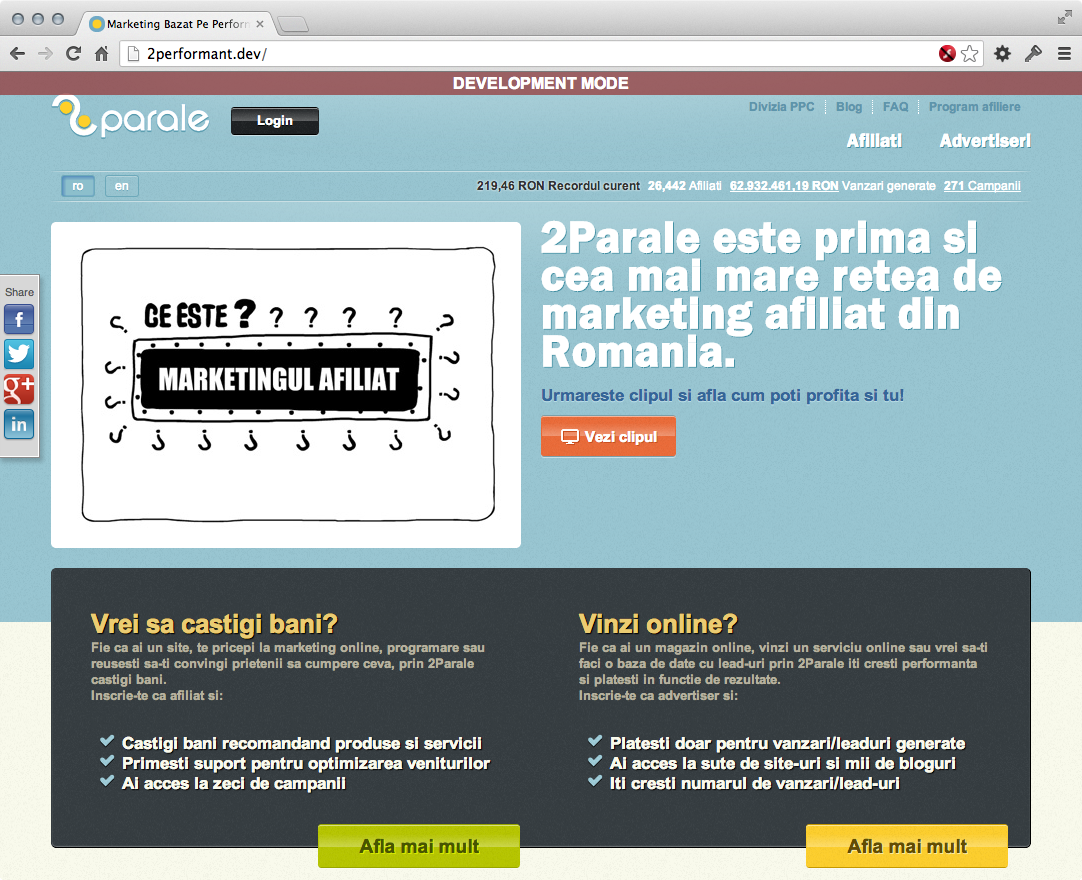 Marketing Bazat Pe Perform
2performant.dev/
DEVELOPMENT MODE
2parale
Login
Divizia PPC
Blog
FAQ
Program afiliere
Afiliati
Advertiseri
ro
en
219,46 RON Recordul curent 26,442 Afiliati 62.932.461,19 RON Vanzari generate 271 Campanii
CE ESTE ? ? ? ? ?
MARKETINGUL AFILIAT
2Parale este prima si
cea mai mare retea de
marketing afiliat din
Romania.
Urmareste clipul si afla cum poti profita si tu!
Vezi clipul
Share
f
g+1
in
Vrei sa castigi bani?
Fie ca ai un site, te pricepi la marketing online, programare sau
reusesti sa-ti convingi prietenii sa cumpere ceva, prin 2Parale
castigi bani.
Inscrie-te ca afiliat si:
Castigi bani recomandand produse si servicii
Primesti suport pentru optimizarea veniturilor
Ai acces la zeci de campanii
Afla mai mult
Vinzi online?
Fie ca ai un magazin online, vinzi un serviciu online sau vrei sa-ti
faci o baza de date cu lead-uri prin 2Parale iti cresti performanta
si platesti in functie de rezultate.
Inscrie-te ca advertiser si:
Platesti doar pentru vanzari/leaduri generate
Ai acces la sute de site-uri si mii de bloguri
Iti cresti numarul de vanzari/lead-uri
Afla mai mult